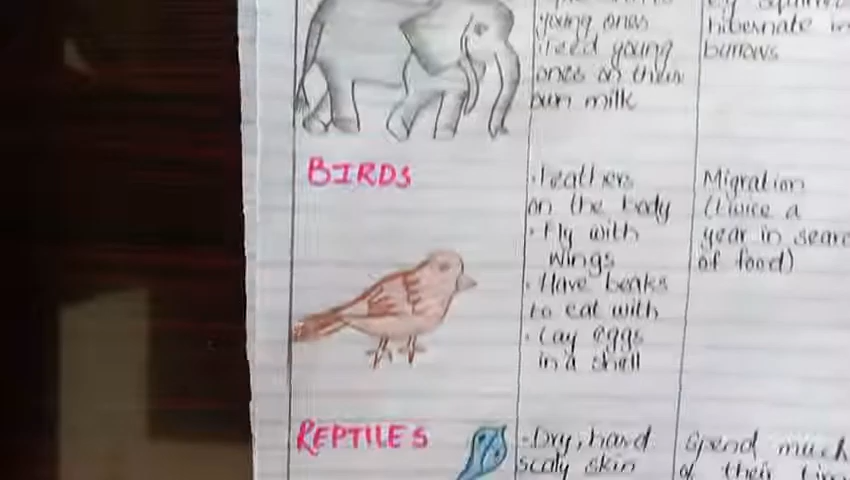 young ones
feed young
ones on their
own milk
hibernate in
burrows
BIRDS
· Feathers
on the body
· Fly with
wings
· Have beaks
to eat with
· Lay eggs
in a shell
Migration
(twice a
year in
of food)
REPTILES
· Dry, hard
scaly skin
Spend much
of their